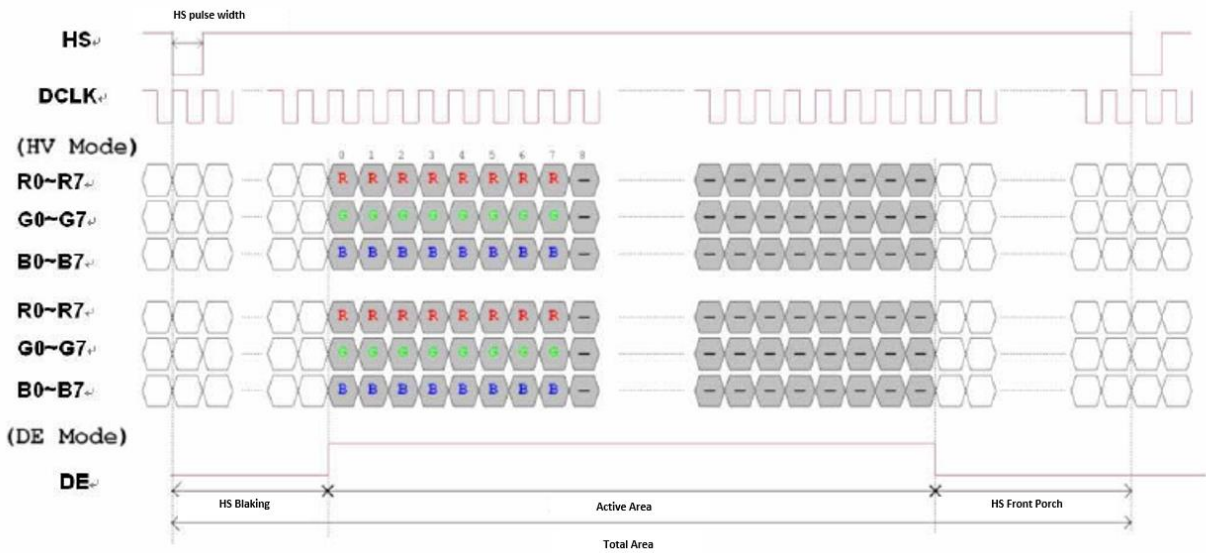 HS pulse width
HS↵
DCLK↵
(HV Mode)
0 1 2 3 4 5 6 7 8
R0~R7↵ R R R R R R R R
G0~G7↵ G G G G G G G G
B0~B7↵ B B B B B B B B
R0~R7↵ R R R R R R R R
G0~G7↵ G G G G G G G G
B0~B7↵ B B B B B B B B
(DE Mode)
DE↵
HS Blaking Active Area HS Front Porch
Total Area